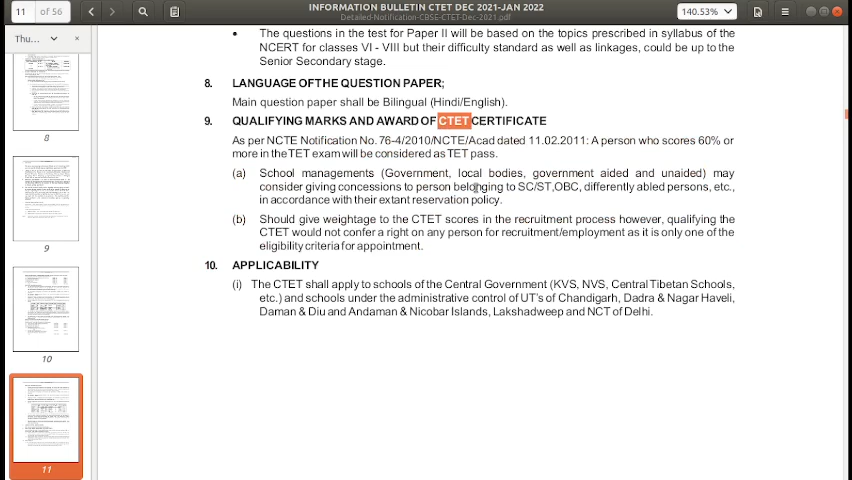 11 of 56
INFORMATION BULLETIN CTET DEC 2021-JAN 2022
Detailed-Notification-CBSE-CTET-Dec-2021.pdf
140.53%
Thu...
8
9
10
11
• The questions in the test for Paper II will be based on the topics prescribed in syllabus of the
NCERT for classes VI - VIII but their difficulty standard as well as linkages, could be up to the
Senior Secondary stage.
8. LANGUAGE OF THE QUESTION PAPER;
Main question paper shall be Bilingual (Hindi/English).
9. QUALIFYING MARKS AND AWARD OF CTET CERTIFICATE
As per NCTE Notification No. 76-4/2010/NCTE/Acad dated 11.02.2011: A person who scores 60% or
more in the TET exam will be considered as TET pass.
(a) School managements (Government, local bodies, government aided and unaided) may
consider giving concessions to person belonging to SC/ST,OBC, differently abled persons, etc.,
in accordance with their extant reservation policy.
(b) Should give weightage to the CTET scores in the recruitment process however, qualifying the
CTET would not confer a right on any person for recruitment/employment as it is only one of the
eligibility criteria for appointment.
10. APPLICABILITY
(i) The CTET shall apply to schools of the Central Government (KVS, NVS, Central Tibetan Schools,
etc.) and schools under the administrative control of UT's of Chandigarh, Dadra & Nagar Haveli,
Daman & Diu and Andaman & Nicobar Islands, Lakshadweep and NCT of Delhi.